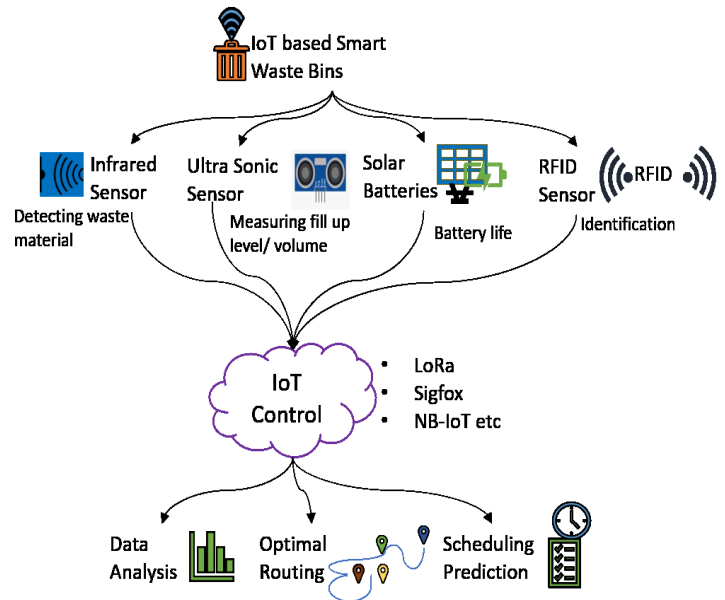 IoT based Smart
Waste Bins
Infrared
Sensor
Detecting waste
material
Ultra Sonic
Sensor
Measuring fill up
level/ volume
Solar
Batteries
Battery life
RFID
Sensor
RFID
Identification
IoT
Control
• LoRa
• Sigfox
• NB-IoT etc
Data
Analysis
Optimal
Routing
Scheduling
Prediction